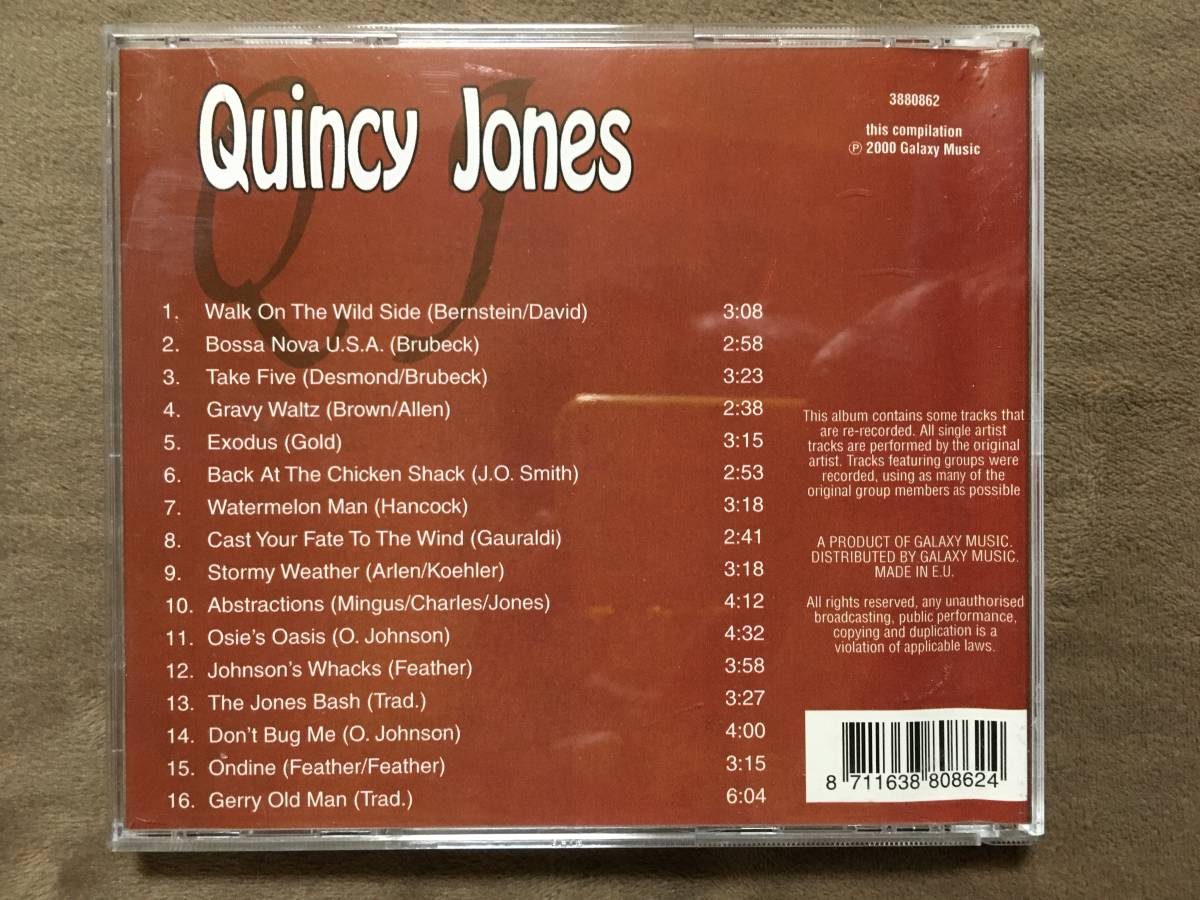 Quincy Jones
QJ
3880862
this compilation
℗ 2000 Galaxy Music
1. Walk On The Wild Side (Bernstein/David) 3:08
2. Bossa Nova U.S.A. (Brubeck) 2:58
3. Take Five (Desmond/Brubeck) 3:23
4. Gravy Waltz (Brown/Allen) 2:38
5. Exodus (Gold) 3:15
6. Back At The Chicken Shack (J.O. Smith) 2:53
7. Watermelon Man (Hancock) 3:18
8. Cast Your Fate To The Wind (Gauraldi) 2:41
9. Stormy Weather (Arlen/Koehler) 3:18
10. Abstractions (Mingus/Charles/Jones) 4:12
11. Osie's Oasis (O. Johnson) 4:32
12. Johnson's Whacks (Feather) 3:58
13. The Jones Bash (Trad.) 3:27
14. Don't Bug Me (O. Johnson) 4:00
15. Ondine (Feather/Feather) 3:15
16. Gerry Old Man (Trad.) 6:04
This album contains some tracks that
are re-recorded. All single artist
tracks are performed by the original
artist. Tracks featuring groups were
recorded, using as many of the
original group members as possible
A PRODUCT OF GALAXY MUSIC.
DISTRIBUTED BY GALAXY MUSIC.
MADE IN E.U.
All rights reserved, any unauthorised
broadcasting, public performance,
copying and duplication is a
violation of applicable laws.
8 711638 808624